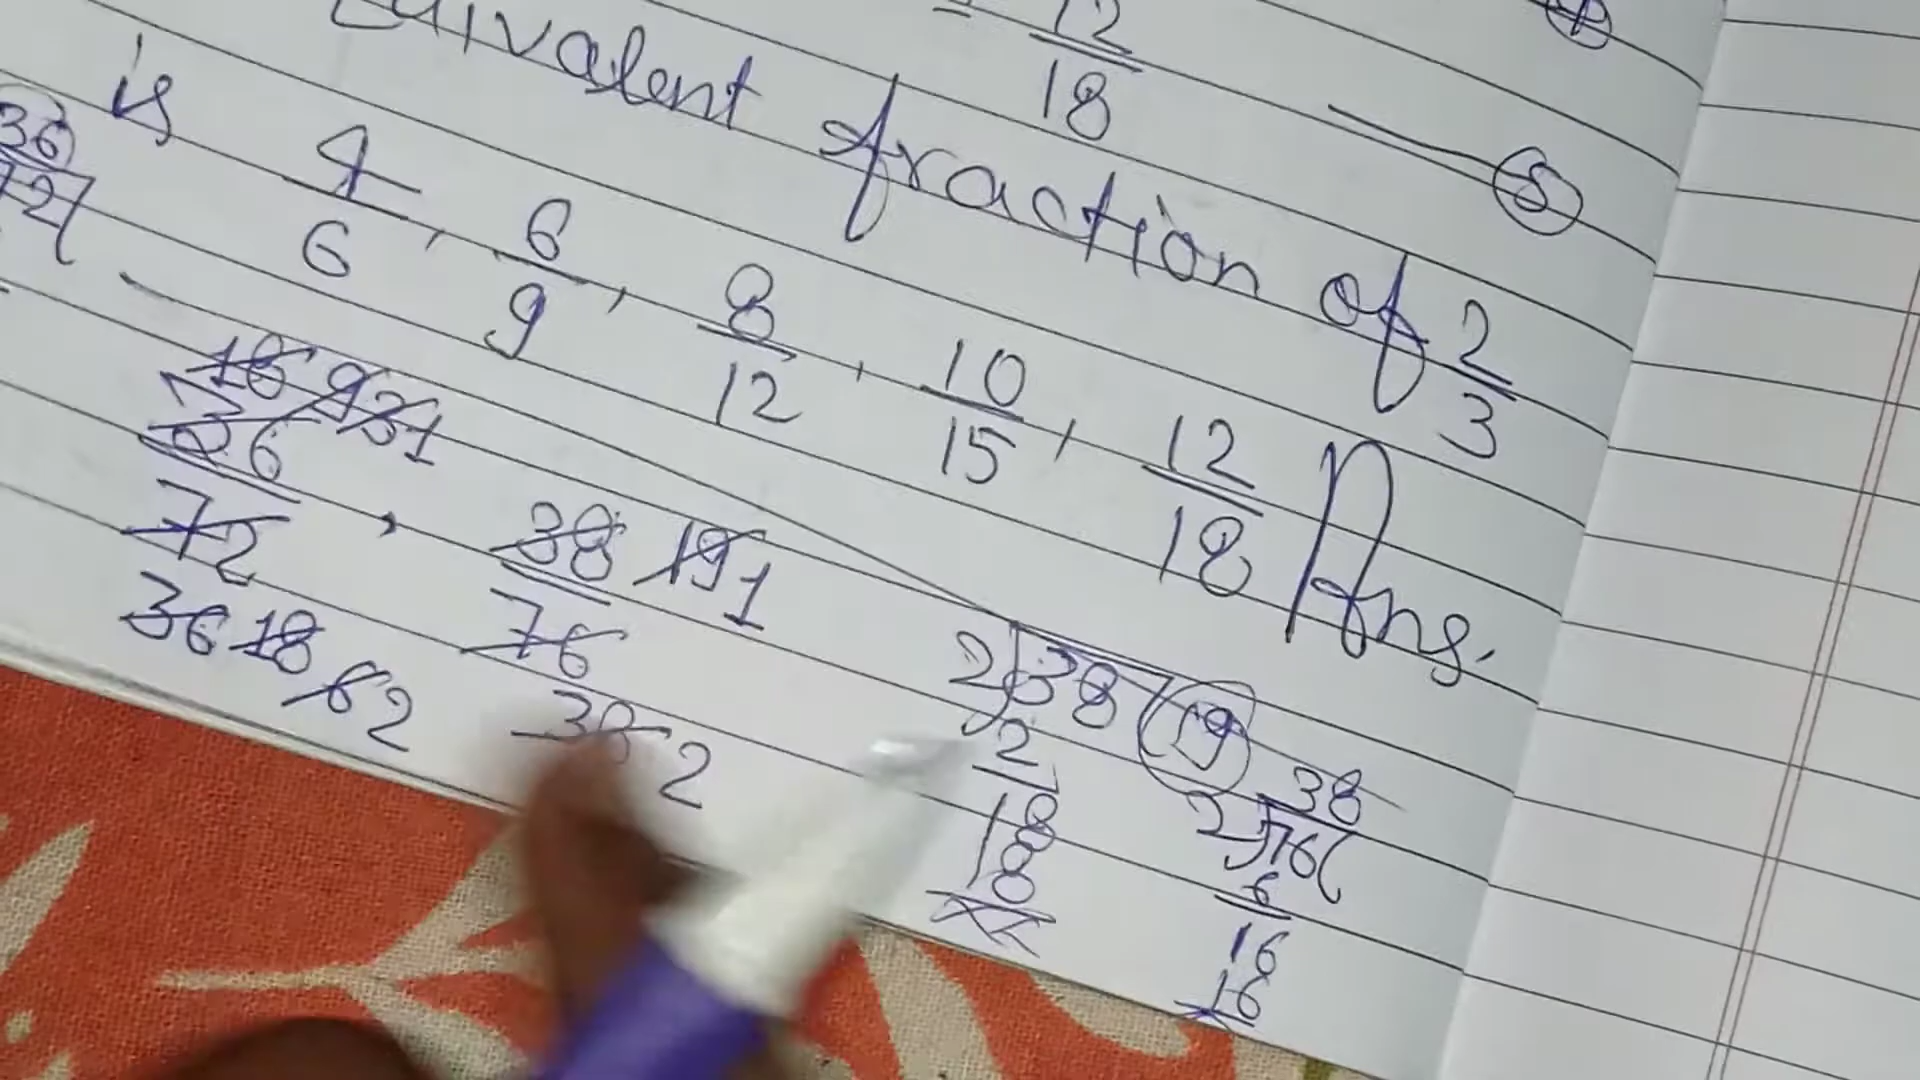 = 12/18
Equivalent fraction of 2/3
is 4/6, 6/9, 8/12, 10/15, 12/18 Ans.
5
36/72
18 9 3 1
36/72, 38/76 19 1
36 18 6 2
38 2
2)38(19
2
18
18
38
2)76(
6
16
16